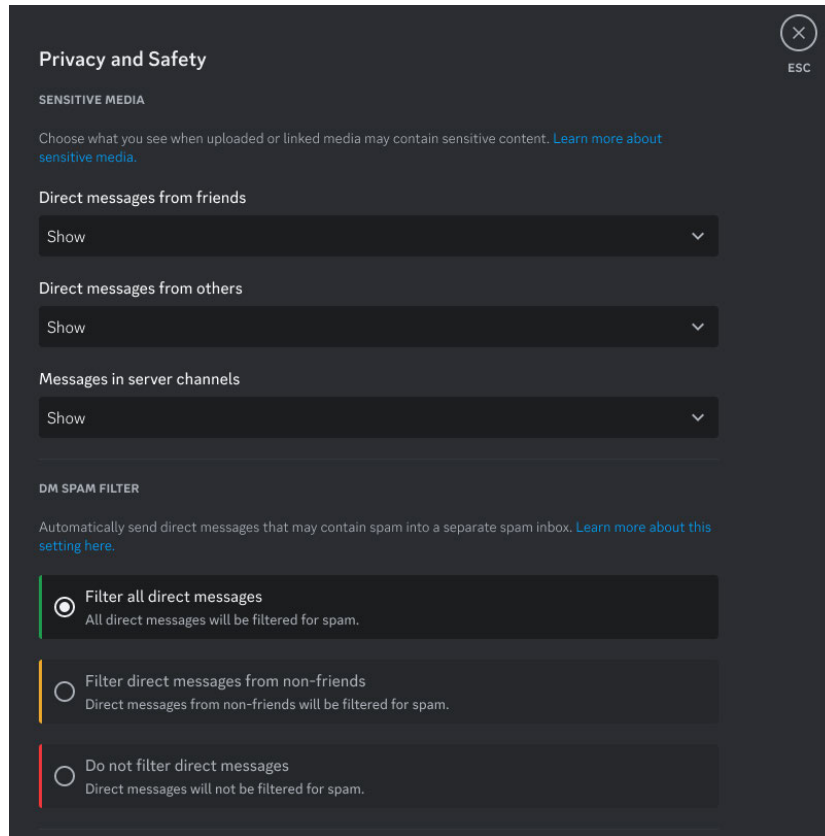 Privacy and Safety
ESC
SENSITIVE MEDIA
Choose what you see when uploaded or linked media may contain sensitive content. Learn more about
sensitive media.
Direct messages from friends
Show
Direct messages from others
Show
Messages in server channels
Show
DM SPAM FILTER
Automatically send direct messages that may contain spam into a separate spam inbox. Learn more about this
setting here.
Filter all direct messages
All direct messages will be filtered for spam.
Filter direct messages from non-friends
Direct messages from non-friends will be filtered for spam.
Do not filter direct messages
Direct messages will not be filtered for spam.